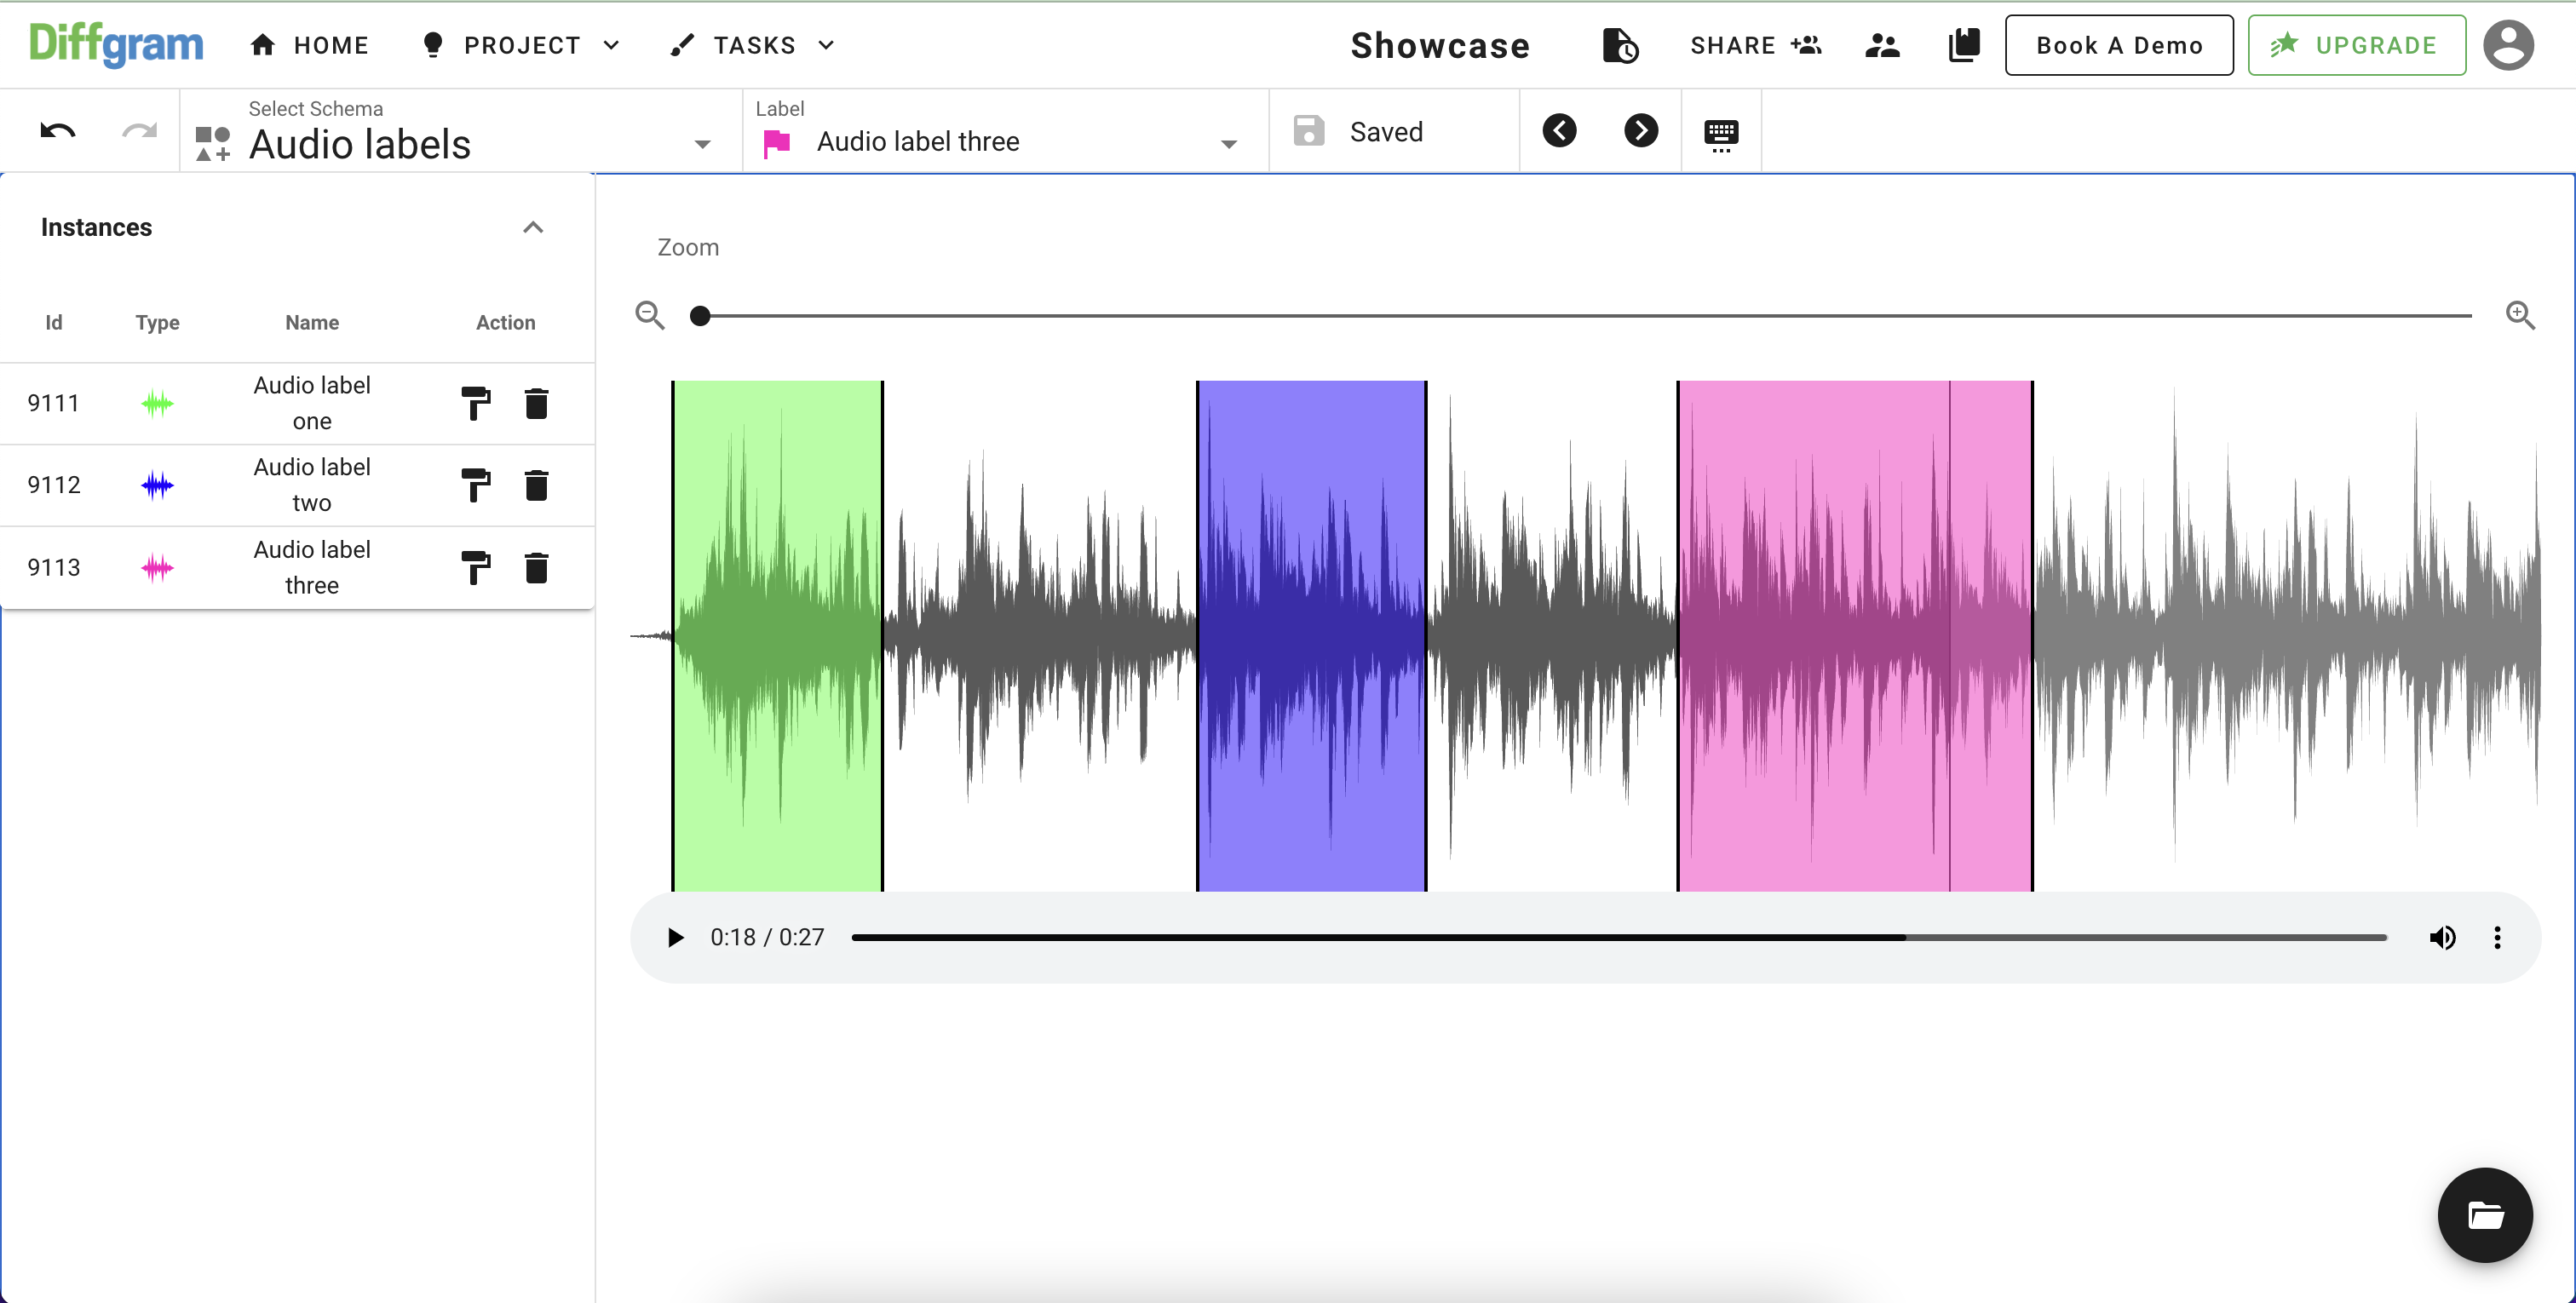 Diffgram HOME PROJECT TASKS Showcase SHARE Book A Demo UPGRADE
Select Schema
Audio labels
Label
Audio label three
Saved
Instances
Id Type Name Action
9111 Audio label
one
9112 Audio label
two
9113 Audio label
three
Zoom
0:18 / 0:27